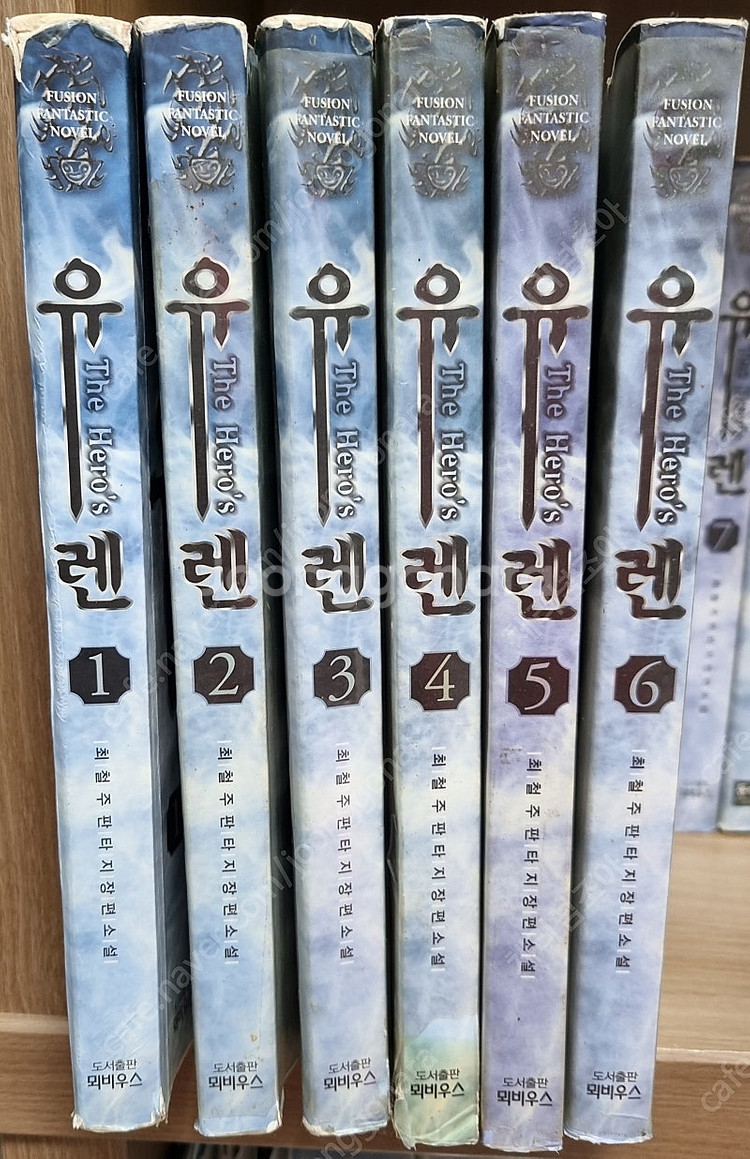 FUSION
FANTASTIC
NOVEL
유렌
The Hero's
1
최철주 판타지 장편 소설
도서출판
뫼비우스
FUSION
FANTASTIC
NOVEL
유렌
The Hero's
2
최철주 판타지 장편 소설
도서출판
뫼비우스
FUSION
FANTASTIC
NOVEL
유렌
The Hero's
3
최철주 판타지 장편 소설
도서출판
뫼비우스
FUSION
FANTASTIC
NOVEL
유렌
The Hero's
4
최철주 판타지 장편 소설
도서출판
뫼비우스
FUSION
FANTASTIC
NOVEL
유렌
The Hero's
5
최철주 판타지 장편 소설
도서출판
뫼비우스
FUSION
FANTASTIC
NOVEL
유렌
The Hero's
6
최철주 판타지 장편 소설
도서출판
뫼비우스
렌
7